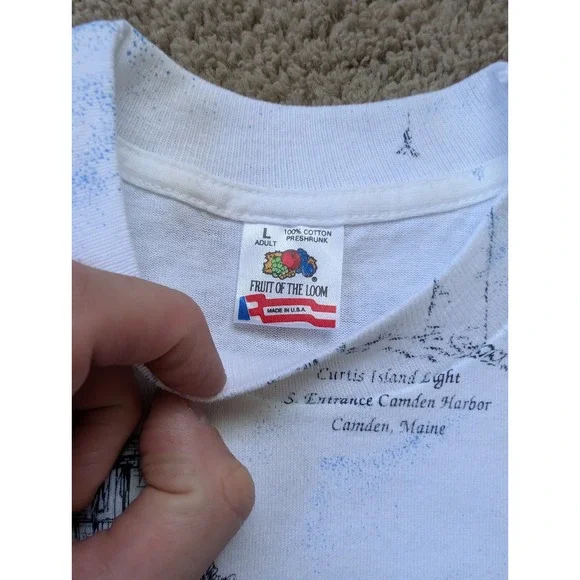 L 100% COTTON
ADULT PRESHRUNK
FRUIT OF THE LOOM®
MADE IN U.S.A.
Curtis Island Light
S. Entrance Camden Harbor
Camden, Maine